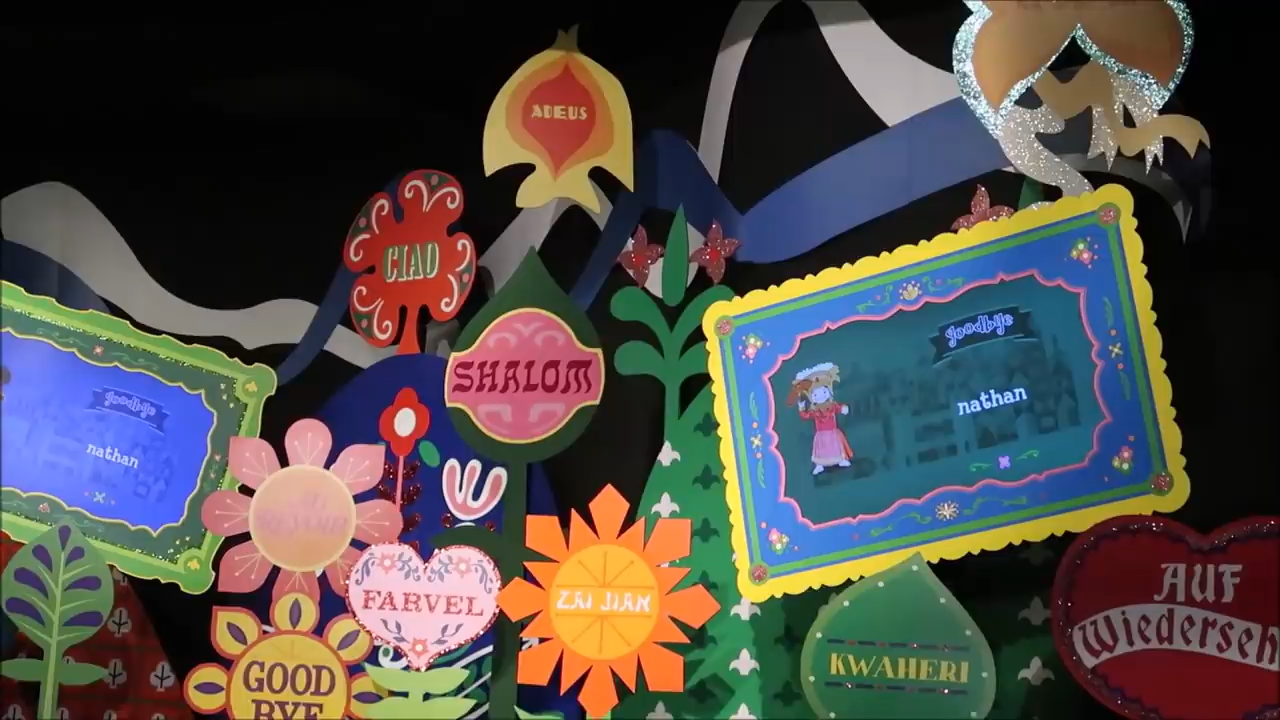 ADEUS
CIAO
SHALOM
goodbye
nathan
goodbye
nathan
FARVEL
ZAI JIAN
GOOD
BYE
KWAHERI
AUF
Wiederseh